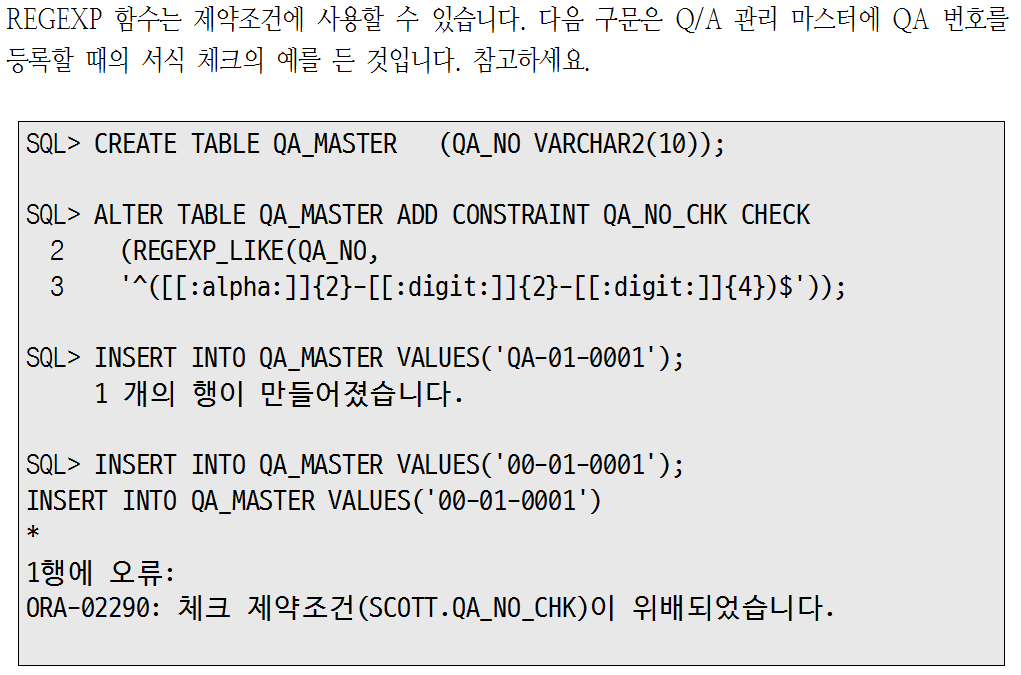 REGEXP 함수는 제약조건에 사용할 수 있습니다. 다음 구문은 Q/A 관리 마스터에 QA 번호를
등록할 때의 서식 체크의 예를 든 것입니다. 참고하세요.
SQL> CREATE TABLE QA_MASTER (QA_NO VARCHAR2(10));
SQL> ALTER TABLE QA_MASTER ADD CONSTRAINT QA_NO_CHK CHECK
2 (REGEXP_LIKE(QA_NO,
3 '^([[:alpha:]]{2}-[[:digit:]]{2}-[[:digit:]]{4})$'));
SQL> INSERT INTO QA_MASTER VALUES('QA-01-0001');
1 개의 행이 만들어졌습니다.
SQL> INSERT INTO QA_MASTER VALUES('00-01-0001');
INSERT INTO QA_MASTER VALUES('00-01-0001')
*
1행에 오류:
ORA-02290: 체크 제약조건(SCOTT.QA_NO_CHK)이 위배되었습니다.